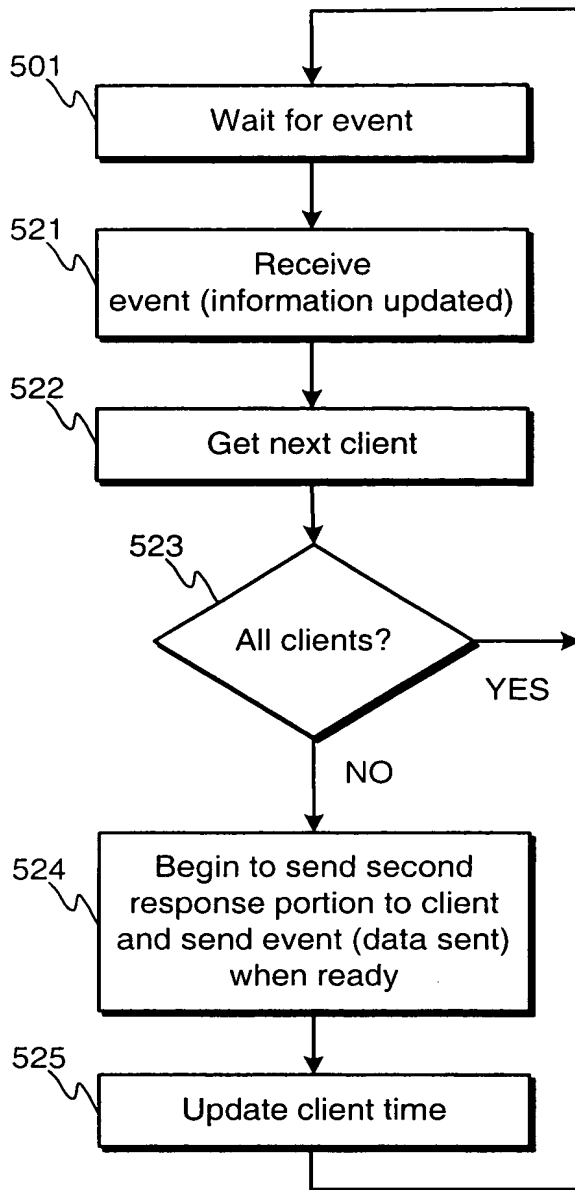 501
Wait for event
521
Receive
event (information updated)
522
Get next client
523
All clients?
YES
NO
524
Begin to send second
response portion to client
and send event (data sent)
when ready
525
Update client time